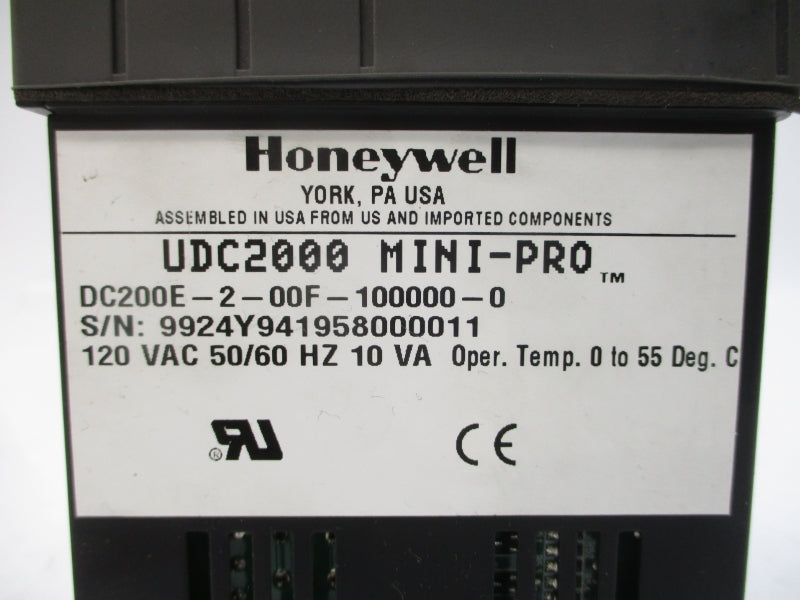 Honeywell
YORK, PA USA
ASSEMBLED IN USA FROM US AND IMPORTED COMPONENTS
UDC2000 MINI-PRO™
DC200E-2-00F-100000-0
S/N: 9924Y941958000011
120 VAC 50/60 HZ 10 VA Oper. Temp. 0 to 55 Deg. C
®
CE